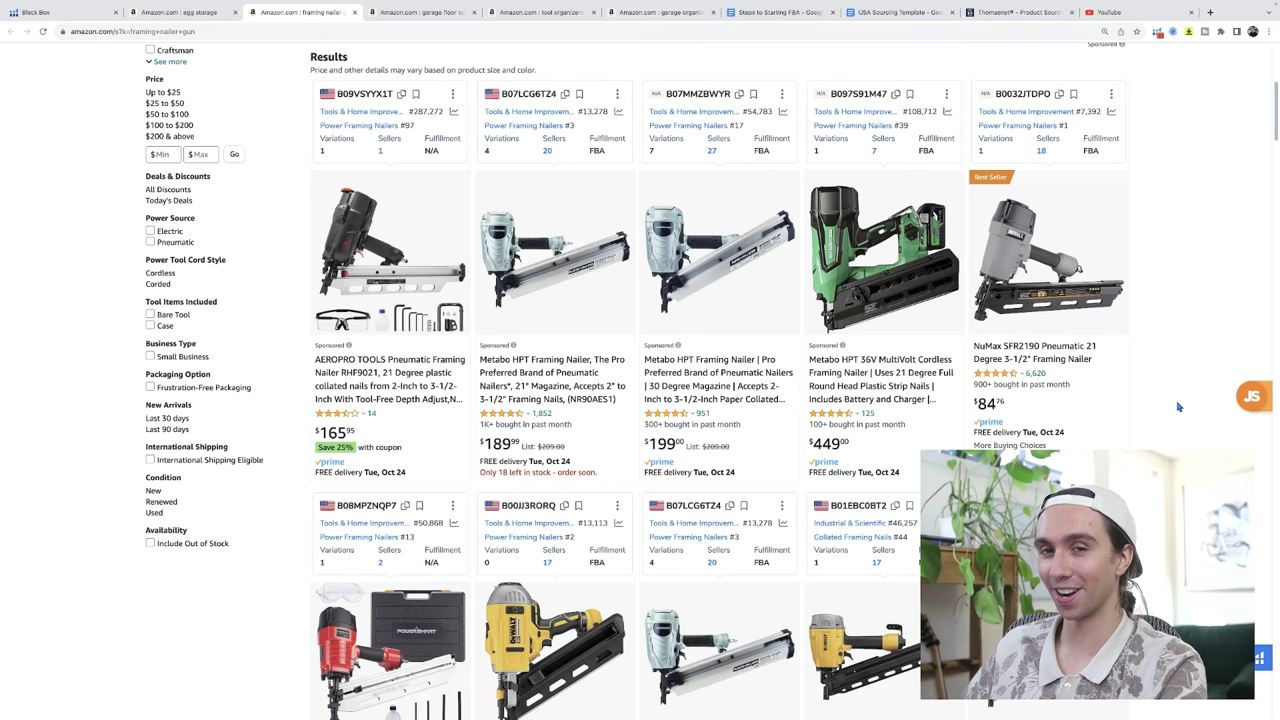 Black Box
Amazon.com : egg storage
Amazon.com : framing nailer g
Amazon.com : garage floor ep
Amazon.com : tool organizer
Amazon.com : garage organiz
Steps to Starting FBA - Googl
USA Sourcing Template - Goo
Thomasnet® - Product Sourci
YouTube
amazon.com/s?k=framing+nailer+gun
Craftsman
See more
Price
Up to $25
$25 to $50
$50 to $100
$100 to $200
$200 & above
$ Min
$ Max
Go
Deals & Discounts
All Discounts
Today's Deals
Power Source
Electric
Pneumatic
Power Tool Cord Style
Cordless
Corded
Tool Items Included
Bare Tool
Case
Business Type
Small Business
Packaging Option
Frustration-Free Packaging
New Arrivals
Last 30 days
Last 90 days
International Shipping
International Shipping Eligible
Condition
New
Renewed
Used
Availability
Include Out of Stock
Sponsored
Results
Price and other details may vary based on product size and color.
B09VSYYX1T
Tools & Home Improve... #287,272
Power Framing Nailers #97
Variations Sellers Fulfillment
1 1 N/A
Sponsored
AEROPRO TOOLS Pneumatic Framing
Nailer RHF9021, 21 Degree plastic
collated nails from 2-Inch to 3-1/2-
Inch With Tool-Free Depth Adjust,N...
14
$165 95
Save 25% with coupon
prime
FREE delivery Tue, Oct 24
B07LCG6TZ4
Tools & Home Improvem... #13,278
Power Framing Nailers #3
Variations Sellers Fulfillment
4 20 FBA
Sponsored
Metabo HPT Framing Nailer, The Pro
Preferred Brand of Pneumatic
Nailers*, 21° Magazine, Accepts 2" to
3-1/2-Inch Framing Nails, (NR90AES1)
1,852
1K+ bought in past month
$189 99 List: $209.00
FREE delivery Tue, Oct 24
Only 18 left in stock - order soon.
N/A B07MMZBWYR
Tools & Home Improvem... #54,783
Power Framing Nailers #17
Variations Sellers Fulfillment
7 27 FBA
Sponsored
Metabo HPT Framing Nailer | Pro
Preferred Brand of Pneumatic Nailers
| 30 Degree Magazine | Accepts 2-
Inch to 3-1/2-Inch Paper Collated...
951
300+ bought in past month
$199 00 List: $209.00
prime
FREE delivery Tue, Oct 24
N/A B097S91M47
Tools & Home Improve... #108,712
Power Framing Nailers #39
Variations Sellers Fulfillment
1 7 FBA
Sponsored
Metabo HPT 36V MultiVolt Cordless
Framing Nailer | Uses 21 Degree Full
Round Head Plastic Strip Nails |
Includes Battery and Charger |...
125
100+ bought in past month
$449 00
prime
FREE delivery Tue, Oct 24
N/A B0032JTDPO
Tools & Home Improvement #7,392
Power Framing Nailers #1
Variations Sellers Fulfillment
1 18 FBA
Best Seller
NuMax SFR2190 Pneumatic 21
Degree 3-1/2" Framing Nailer
6,620
900+ bought in past month
$84 76
prime
FREE delivery Tue, Oct 24
More Buying Choices
JS
B08MPZNQP7
Tools & Home Improvem... #50,868
Power Framing Nailers #13
Variations Sellers Fulfillment
1 2 N/A
POWERSMART
B00JJ3RORQ
Tools & Home Improvem... #13,113
Power Framing Nailers #2
Variations Sellers Fulfillment
0 17 FBA
DEWALT
B07LCG6TZ4
Tools & Home Improvem... #13,278
Power Framing Nailers #3
Variations Sellers Fulfillment
4 20 FBA
B01EBC0BT2
Industrial & Scientific #46,257
Collated Framing Nails #44
Variations Sellers
1 17
DEWALT